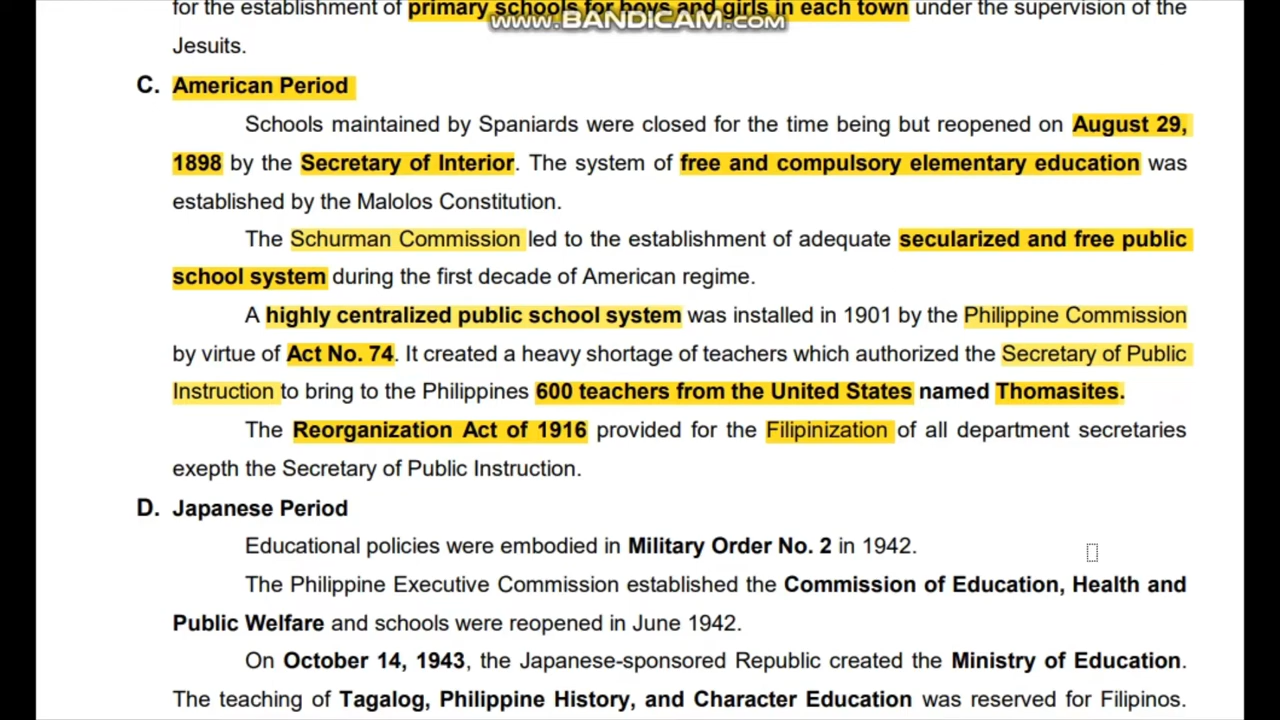 for the establishment of primary schools for boys and girls in each town under the supervision of the
www.BANDICAM.com
Jesuits.
C. American Period
Schools maintained by Spaniards were closed for the time being but reopened on August 29,
1898 by the Secretary of Interior. The system of free and compulsory elementary education was
established by the Malolos Constitution.
The Schurman Commission led to the establishment of adequate secularized and free public
school system during the first decade of American regime.
A highly centralized public school system was installed in 1901 by the Philippine Commission
by virtue of Act No. 74. It created a heavy shortage of teachers which authorized the Secretary of Public
Instruction to bring to the Philippines 600 teachers from the United States named Thomasites.
The Reorganization Act of 1916 provided for the Filipinization of all department secretaries
exepth the Secretary of Public Instruction.
D. Japanese Period
Educational policies were embodied in Military Order No. 2 in 1942.
The Philippine Executive Commission established the Commission of Education, Health and
Public Welfare and schools were reopened in June 1942.
On October 14, 1943, the Japanese-sponsored Republic created the Ministry of Education.
The teaching of Tagalog, Philippine History, and Character Education was reserved for Filipinos.